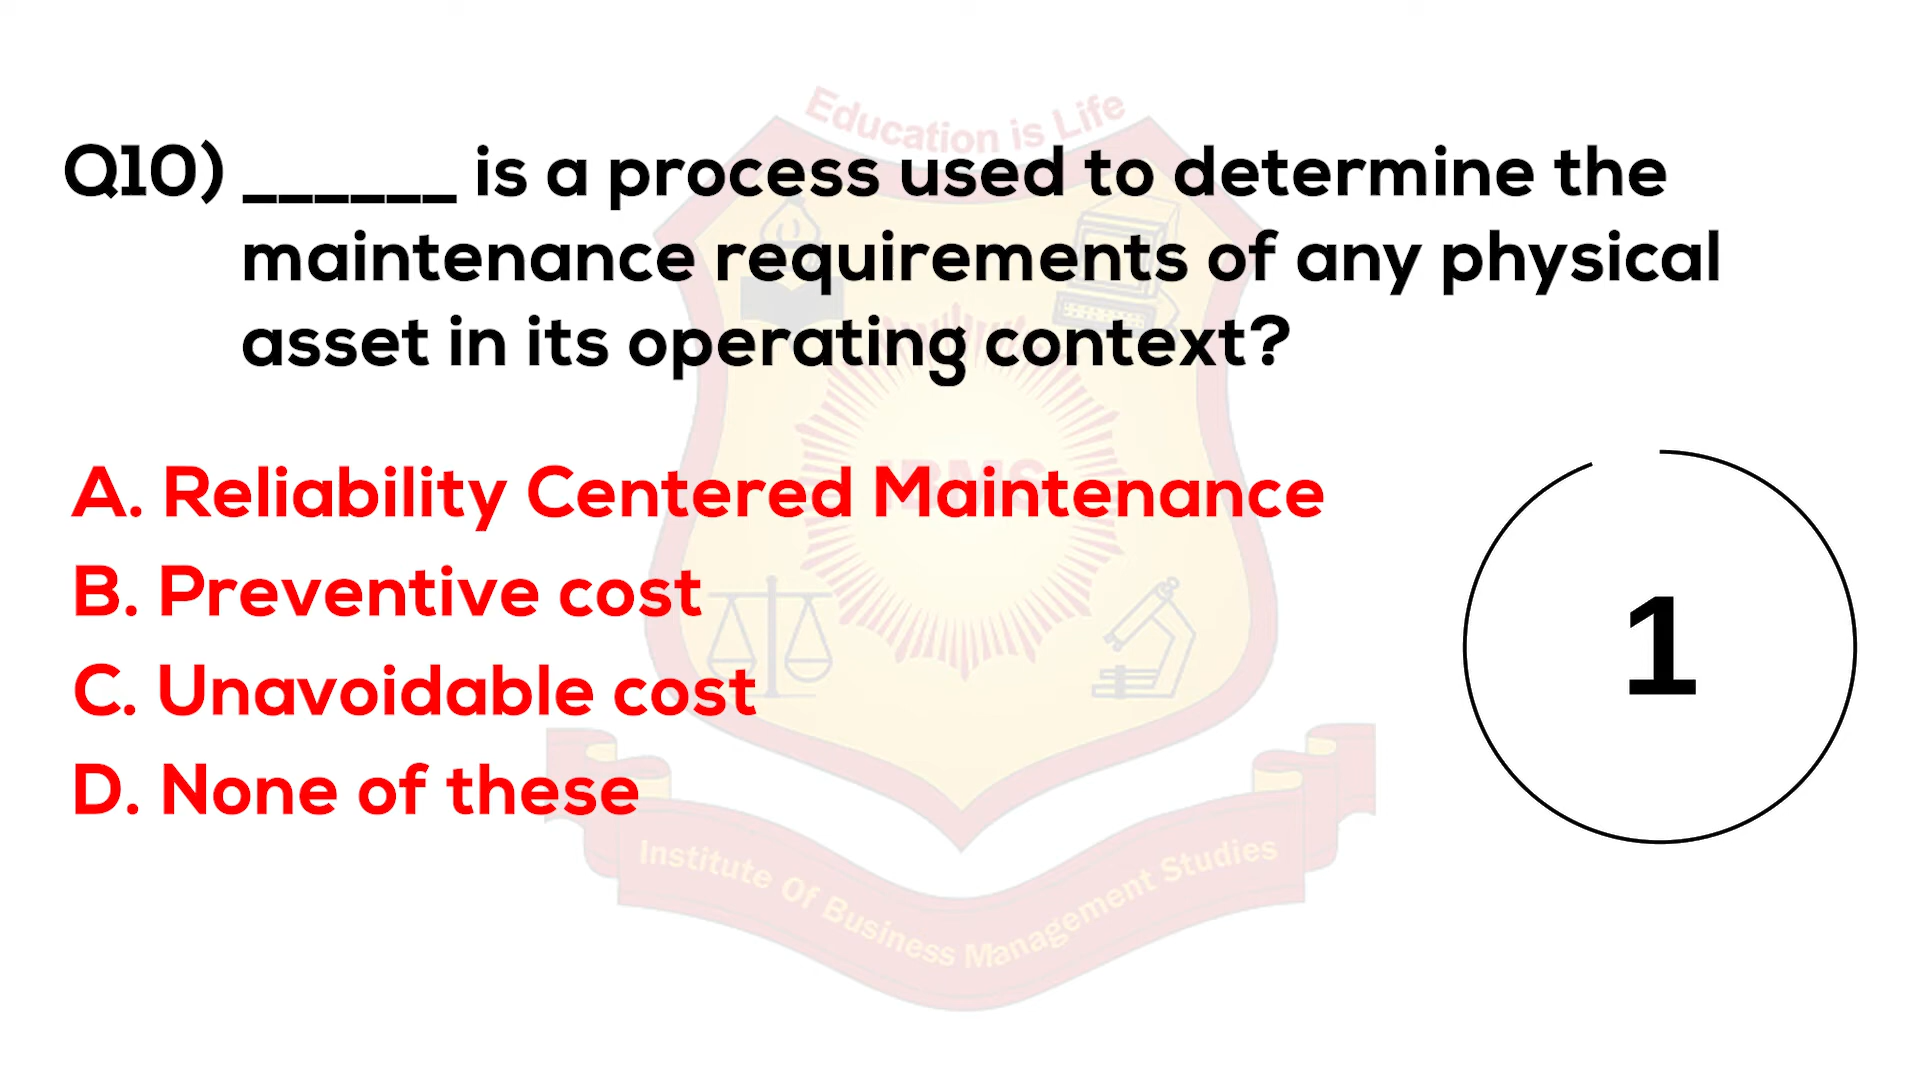 Education is Life
Q10) ______ is a process used to determine the
maintenance requirements of any physical
asset in its operating context?
A. Reliability Centered Maintenance
B. Preventive cost
C. Unavoidable cost
D. None of these
1
IBMS
Institute Of Business Management Studies